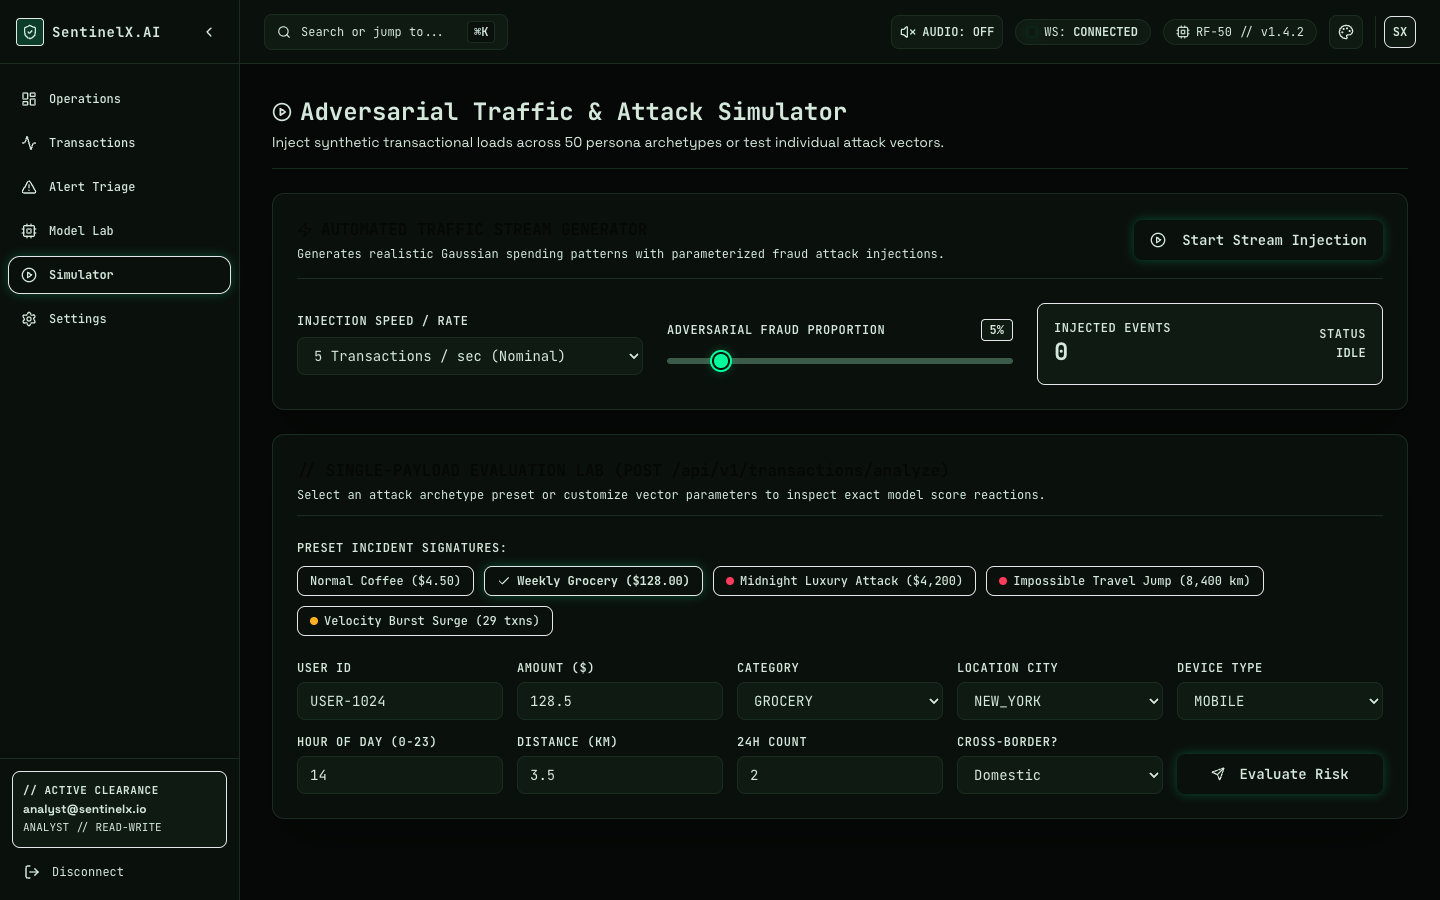 SentinelX.AI
Search or jump to...
⌘K
AUDIO: OFF
WS: CONNECTED
RF-50 // v1.4.2
SX
Operations
Transactions
Alert Triage
Model Lab
Simulator
Settings
// ACTIVE CLEARANCE
analyst@sentinelx.io
ANALYST // READ-WRITE
Disconnect
Adversarial Traffic & Attack Simulator
Inject synthetic transactional loads across 50 persona archetypes or test individual attack vectors.
AUTOMATED TRAFFIC STREAM GENERATOR
Generates realistic Gaussian spending patterns with parameterized fraud attack injections.
Start Stream Injection
INJECTION SPEED / RATE
5 Transactions / sec (Nominal)
ADVERSARIAL FRAUD PROPORTION
5%
INJECTED EVENTS
0
STATUS
IDLE
// SINGLE-PAYLOAD EVALUATION LAB (POST /api/v1/transactions/analyze)
Select an attack archetype preset or customize vector parameters to inspect exact model score reactions.
PRESET INCIDENT SIGNATURES:
Normal Coffee ($4.50)
Weekly Grocery ($128.00)
Midnight Luxury Attack ($4,200)
Impossible Travel Jump (8,400 km)
Velocity Burst Surge (29 txns)
USER ID
AMOUNT ($)
CATEGORY
LOCATION CITY
DEVICE TYPE
USER-1024
128.5
GROCERY
NEW_YORK
MOBILE
HOUR OF DAY (0-23)
DISTANCE (KM)
24H COUNT
CROSS-BORDER?
14
3.5
2
Domestic
Evaluate Risk